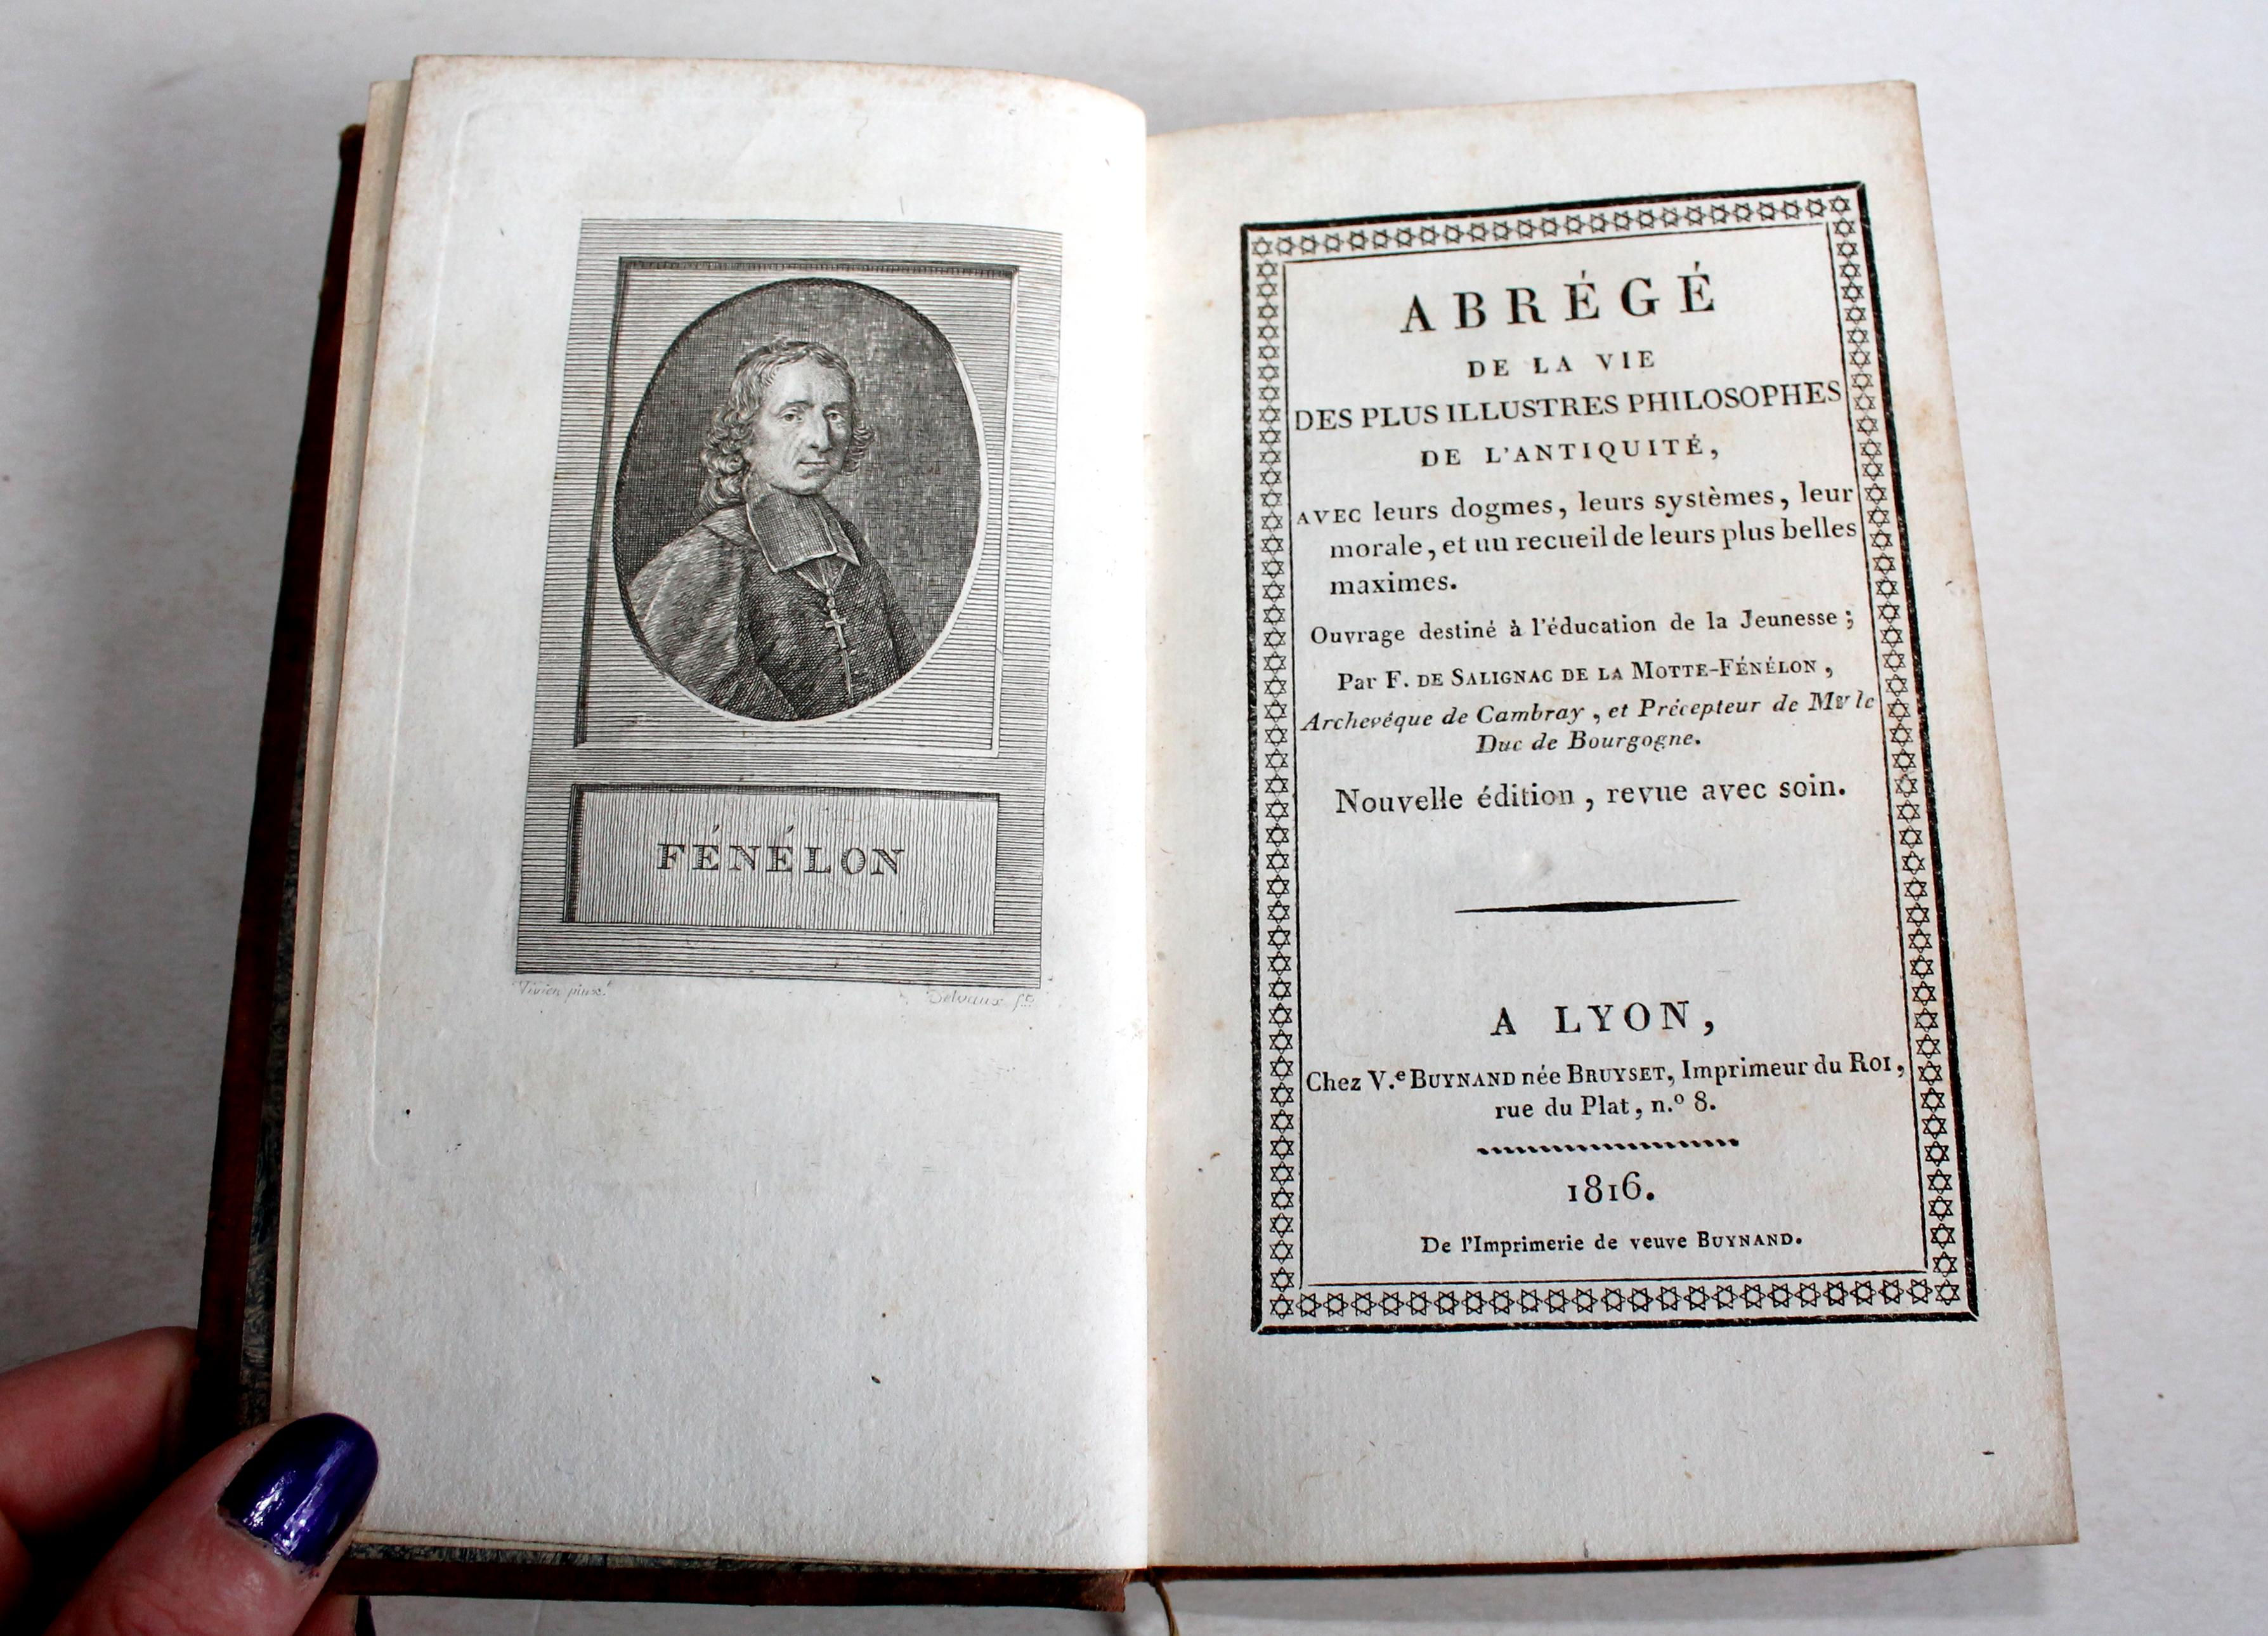 FÉNÉLON
Vivien pinx.t
Delvaux
ABRÉGÉ
DE LA VIE
DES PLUS ILLUSTRES PHILOSOPHES
DE L'ANTIQUITÉ,
AVEC leurs dogmes, leurs systèmes, leur
morale, et un recueil de leurs plus belles
maximes.
Ouvrage destiné à l'éducation de la Jeunesse ;
Par F. DE SALIGNAC DE LA MOTTE-FÉNÉLON,
Archevêque de Cambray, et Précepteur de Mgr le
Duc de Bourgogne.
Nouvelle édition, revue avec soin.
A LYON,
Chez V.e BUYNAND née BRUYSET, Imprimeur du ROI,
rue du Plat, n.o 8.
1816.
De l'Imprimerie de veuve BUYNAND.